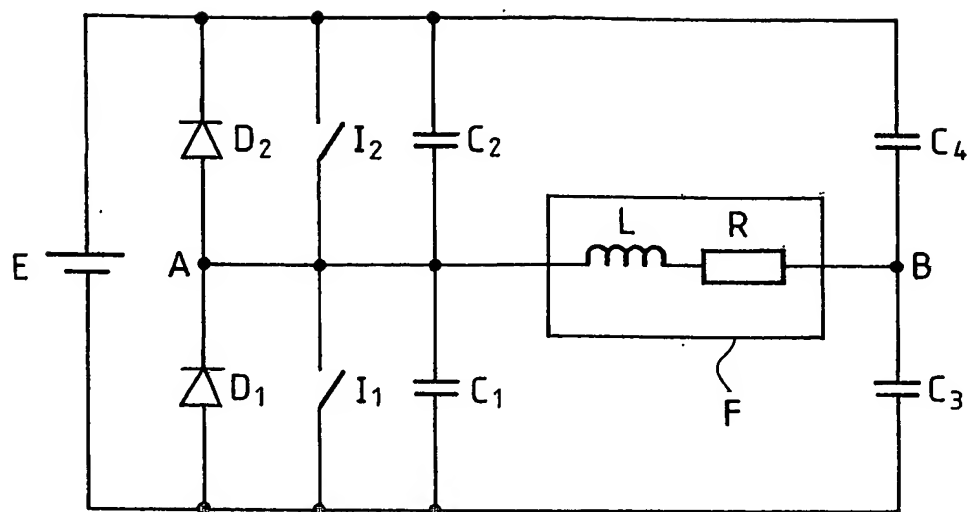 D₂ I₂ C₂ C₄
L R
E A B
D₁ I₁ C₁ C₃
F